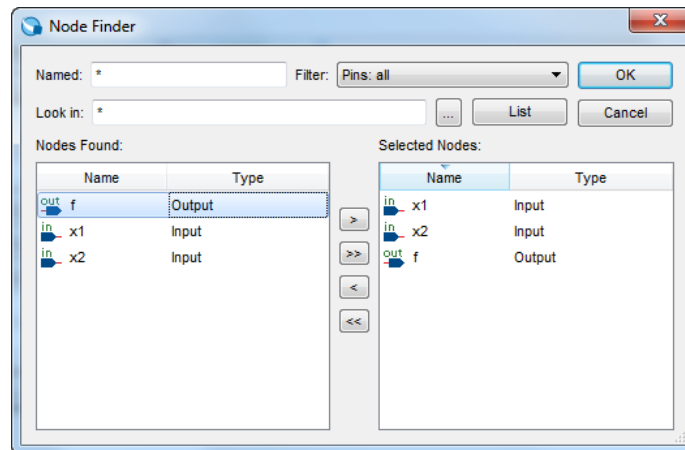 Node Finder
X
Named: * Filter: Pins: all OK
Look in: * ... List Cancel
Nodes Found: Selected Nodes:
Name Type Name Type
out f Output in x1 Input
in x1 Input > in x2 Input
in x2 Input >> out f Output
<
<<